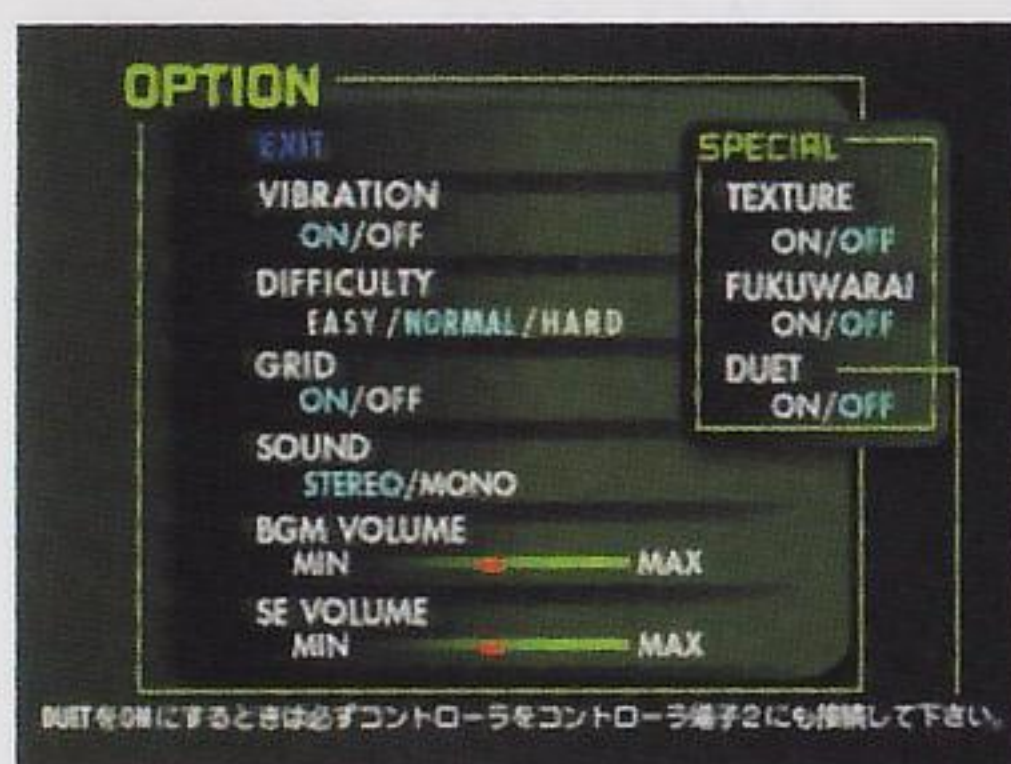 OPTION
EXIT
VIBRATION
ON/OFF
DIFFICULTY
EASY/NORMAL/HARD
GRID
ON/OFF
SOUND
STEREO/MONO
BGM VOLUME
MIN MAX
SE VOLUME
MIN MAX
SPECIAL
TEXTURE
ON/OFF
FUKUWARAI
ON/OFF
DUET
ON/OFF
DUETをONにするときは必ずコントローラをコントローラ端子2にも接続して下さい。